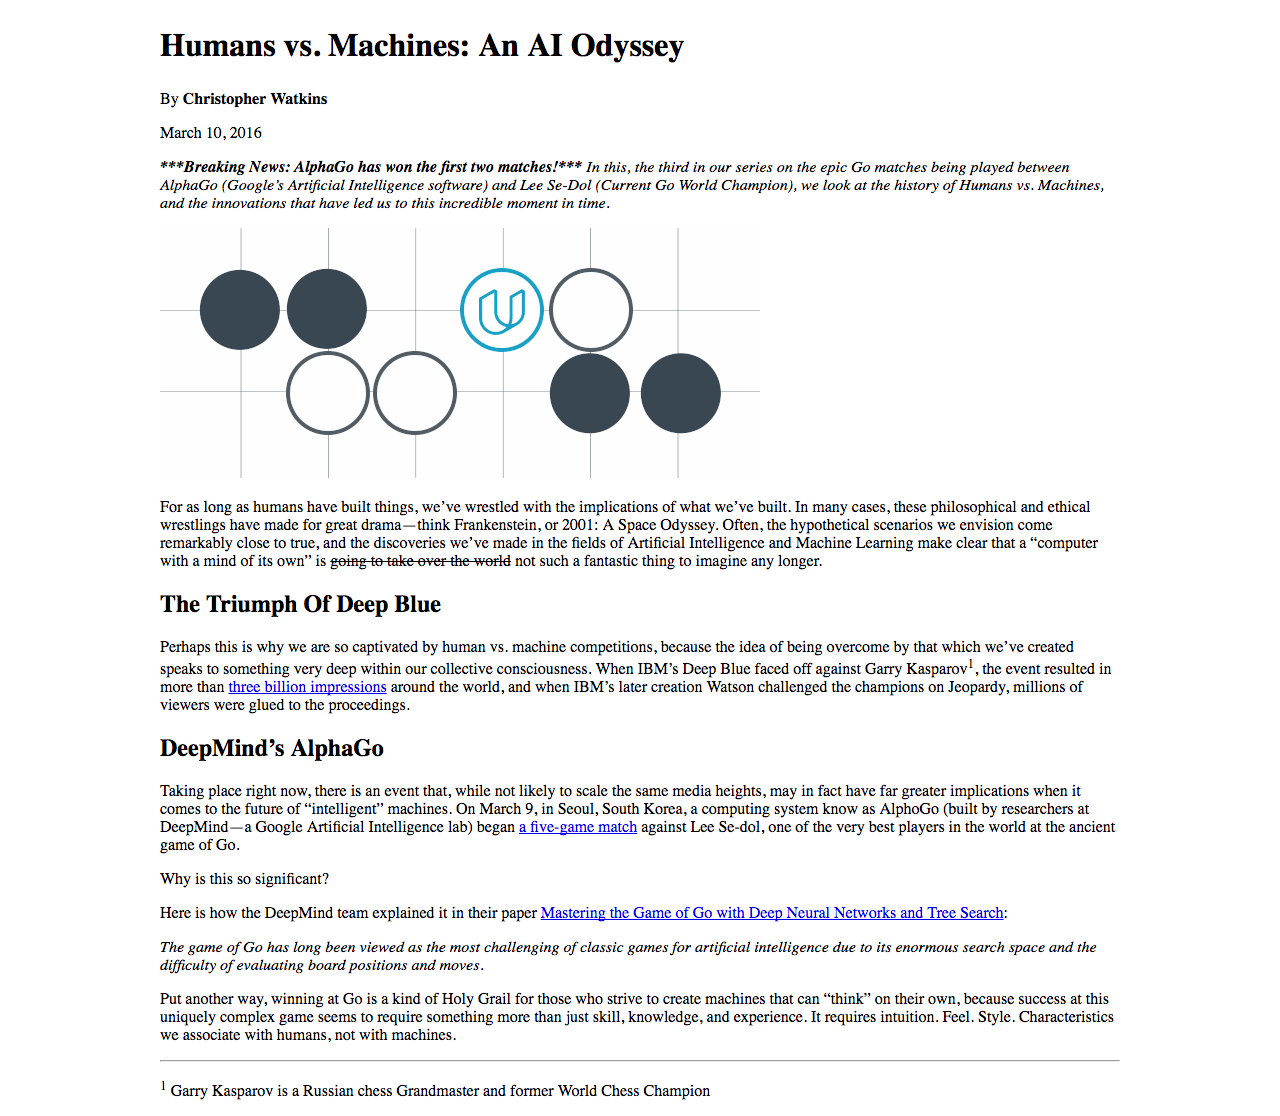 Humans vs. Machines: An AI Odyssey
By Christopher Watkins
March 10, 2016
***Breaking News: AlphaGo has won the first two matches!*** In this, the third in our series on the epic Go matches being played between
AlphaGo (Google’s Artificial Intelligence software) and Lee Se-Dol (Current Go World Champion), we look at the history of Humans vs. Machines,
and the innovations that have led us to this incredible moment in time.
For as long as humans have built things, we’ve wrestled with the implications of what we’ve built. In many cases, these philosophical and ethical
wrestlings have made for great drama—think Frankenstein, or 2001: A Space Odyssey. Often, the hypothetical scenarios we envision come
remarkably close to true, and the discoveries we’ve made in the fields of Artificial Intelligence and Machine Learning make clear that a “computer
with a mind of its own” is going to take over the world not such a fantastic thing to imagine any longer.
The Triumph Of Deep Blue
Perhaps this is why we are so captivated by human vs. machine competitions, because the idea of being overcome by that which we’ve created
speaks to something very deep within our collective consciousness. When IBM’s Deep Blue faced off against Garry Kasparov1, the event resulted in
more than three billion impressions around the world, and when IBM’s later creation Watson challenged the champions on Jeopardy, millions of
viewers were glued to the proceedings.
DeepMind’s AlphaGo
Taking place right now, there is an event that, while not likely to scale the same media heights, may in fact have far greater implications when it
comes to the future of “intelligent” machines. On March 9, in Seoul, South Korea, a computing system know as AlphoGo (built by researchers at
DeepMind—a Google Artificial Intelligence lab) began a five-game match against Lee Se-dol, one of the very best players in the world at the ancient
game of Go.
Why is this so significant?
Here is how the DeepMind team explained it in their paper Mastering the Game of Go with Deep Neural Networks and Tree Search:
The game of Go has long been viewed as the most challenging of classic games for artificial intelligence due to its enormous search space and the
difficulty of evaluating board positions and moves.
Put another way, winning at Go is a kind of Holy Grail for those who strive to create machines that can “think” on their own, because success at this
uniquely complex game seems to require something more than just skill, knowledge, and experience. It requires intuition. Feel. Style. Characteristics
we associate with humans, not with machines.
1 Garry Kasparov is a Russian chess Grandmaster and former World Chess Champion